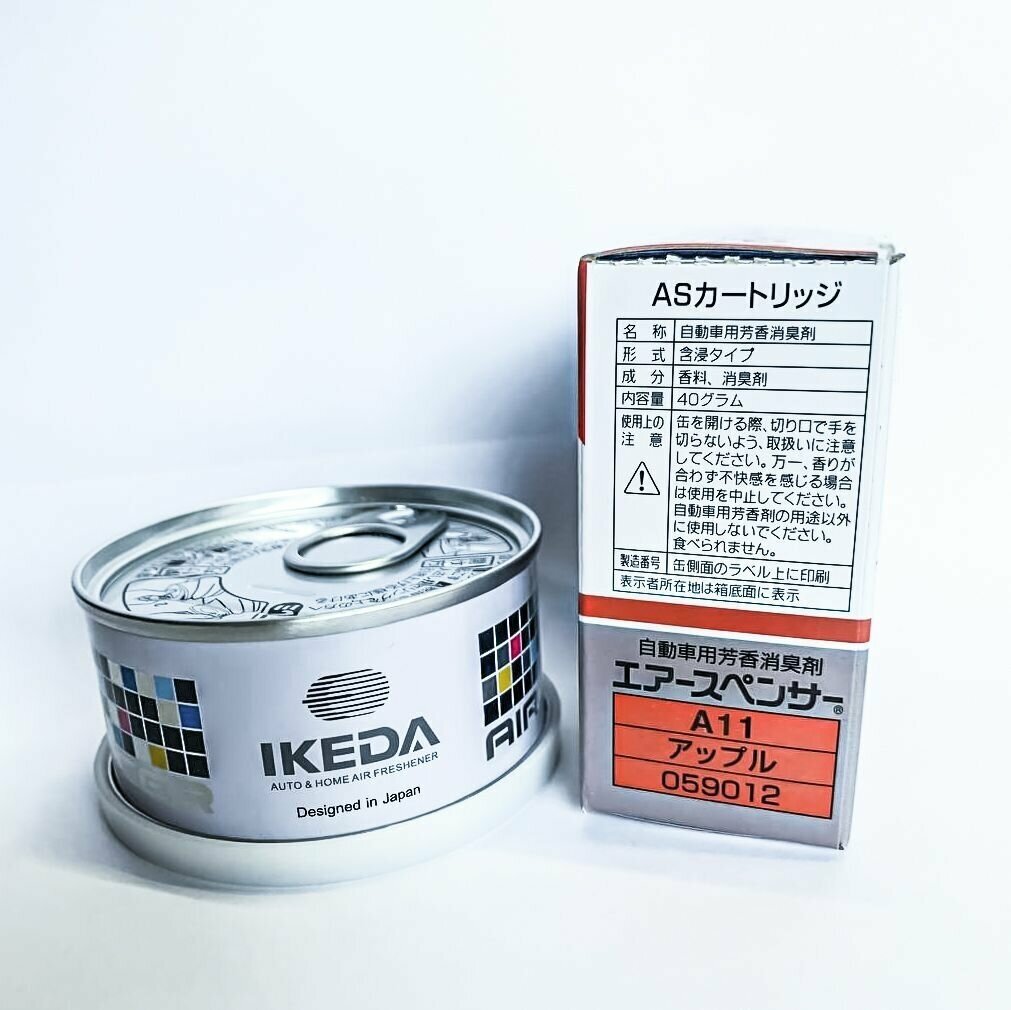 IKEDA
AUTO & HOME AIR FRESHENER
Designed in Japan
AIR
ASカートリッジ
名 称 自動車用芳香消臭剤
形 式 含浸タイプ
成 分 香料、消臭剤
内容量 40グラム
使用上の
注 意
缶を開ける際、切り口で手を
切らないよう、取扱いに注意
してください。万一、香りが
合わず不快感を感じる場合
は使用を中止してください。
自動車用芳香剤の用途以外
に使用しないでください。
食べられません。
製造番号 缶側面のラベル上に印刷
表示者所在地は箱底面に表示
自動車用芳香消臭剤
エアースペンサー®
A11
アップル
059012